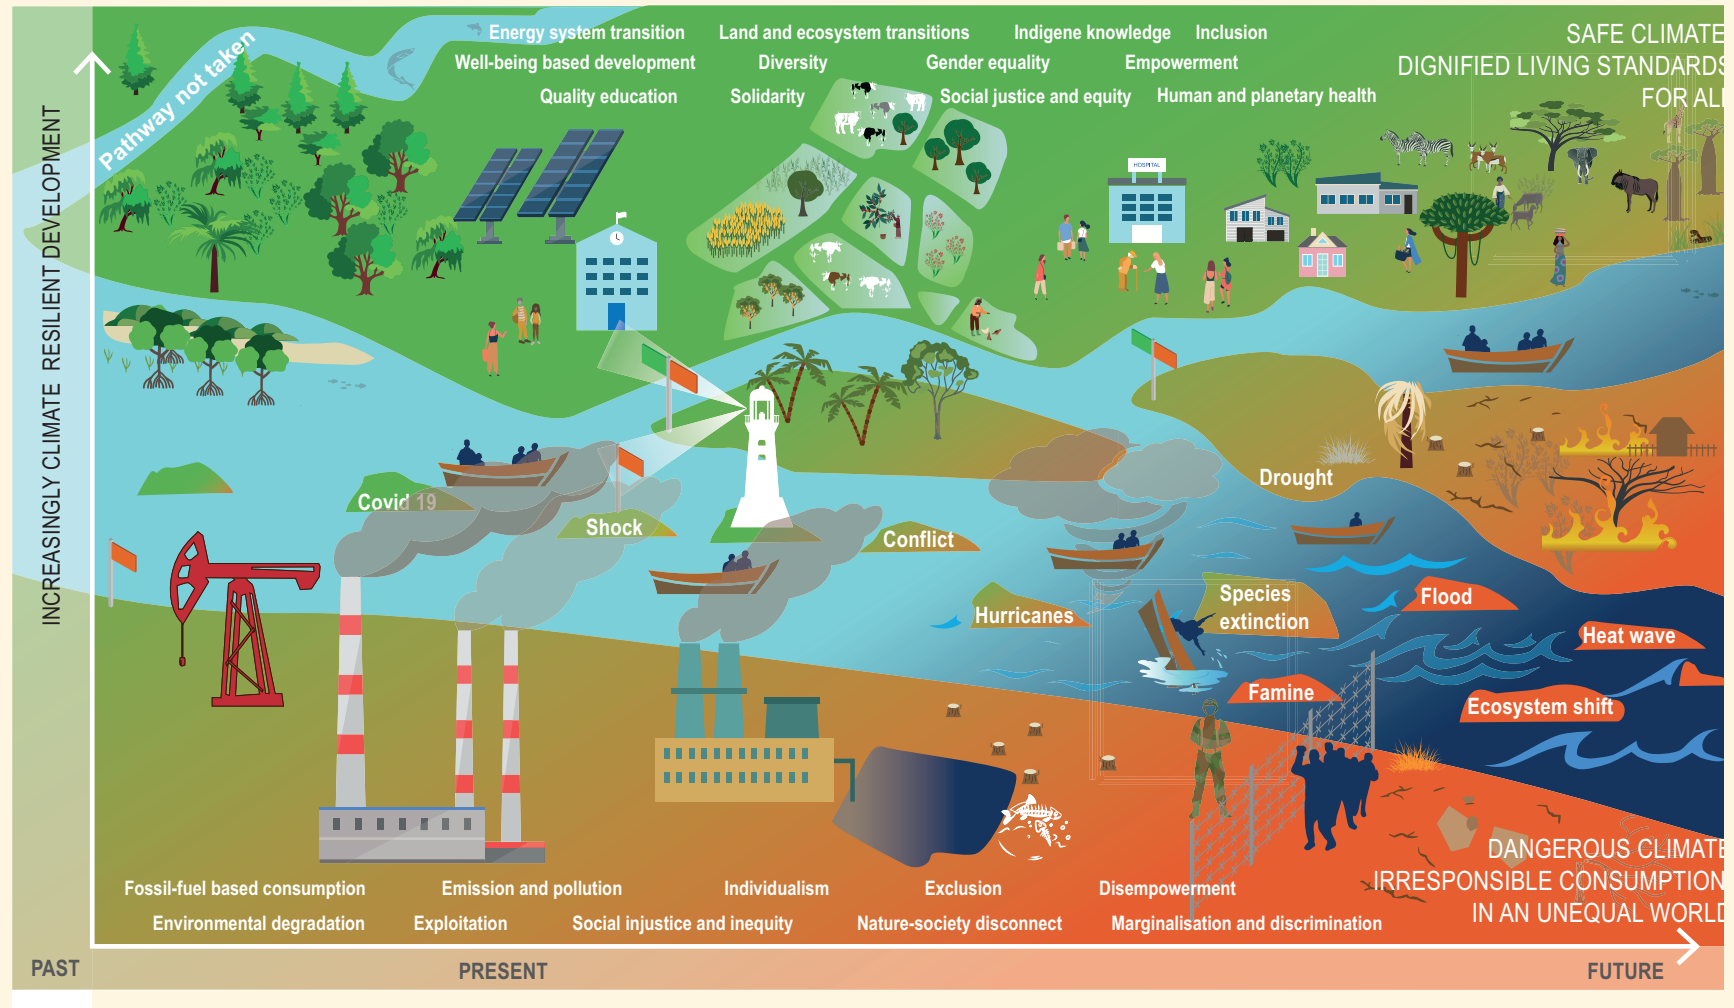 Energy system transition
Land and ecosystem transitions
Indigene knowledge
Inclusion
Well-being based development
Diversity
Gender equality
Empowerment
Quality education
Solidarity
Social justice and equity
Human and planetary health
SAFE CLIMATE
DIGNIFIED LIVING STANDARDS
FOR ALL
Pathway not taken
INCREASINGLY CLIMATE RESILIENT DEVELOPMENT
HOSPITAL
Drought
Covid 19
Shock
Conflict
Hurricanes
Species
extinction
Flood
Heat wave
Famine
Ecosystem shift
DANGEROUS CLIMATE
IRRESPONSIBLE CONSUMPTION
IN AN UNEQUAL WORLD
Fossil-fuel based consumption
Emission and pollution
Individualism
Exclusion
Disempowerment
Environmental degradation
Exploitation
Social injustice and inequity
Nature-society disconnect
Marginalisation and discrimination
PAST
PRESENT
FUTURE